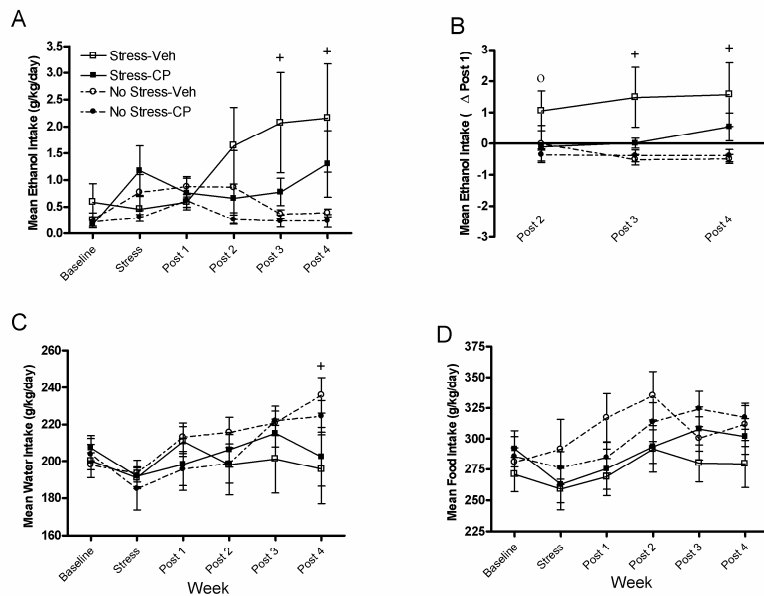 A
Mean Ethanol Intake (g/kg/day)
3.5
3.0
2.5
2.0
1.5
1.0
0.5
0.0
Stress-Veh
Stress-CP
No Stress-Veh
No Stress-CP
+
+
Baseline
Stress
Post 1
Post 2
Post 3
Post 4
B
Mean Ethanol Intake ( Δ Post 1)
3
2
1
0
-1
-2
-3
o
+
+
Post 2
Post 3
Post 4
C
Mean Water Intake (g/kg/day)
260
240
220
200
180
160
+
Baseline
Stress
Post 1
Post 2
Post 3
Post 4
Week
D
Mean Food Intake (g/kg/day)
375
350
325
300
275
250
225
Baseline
Stress
Post 1
Post 2
Post 3
Post 4
Week